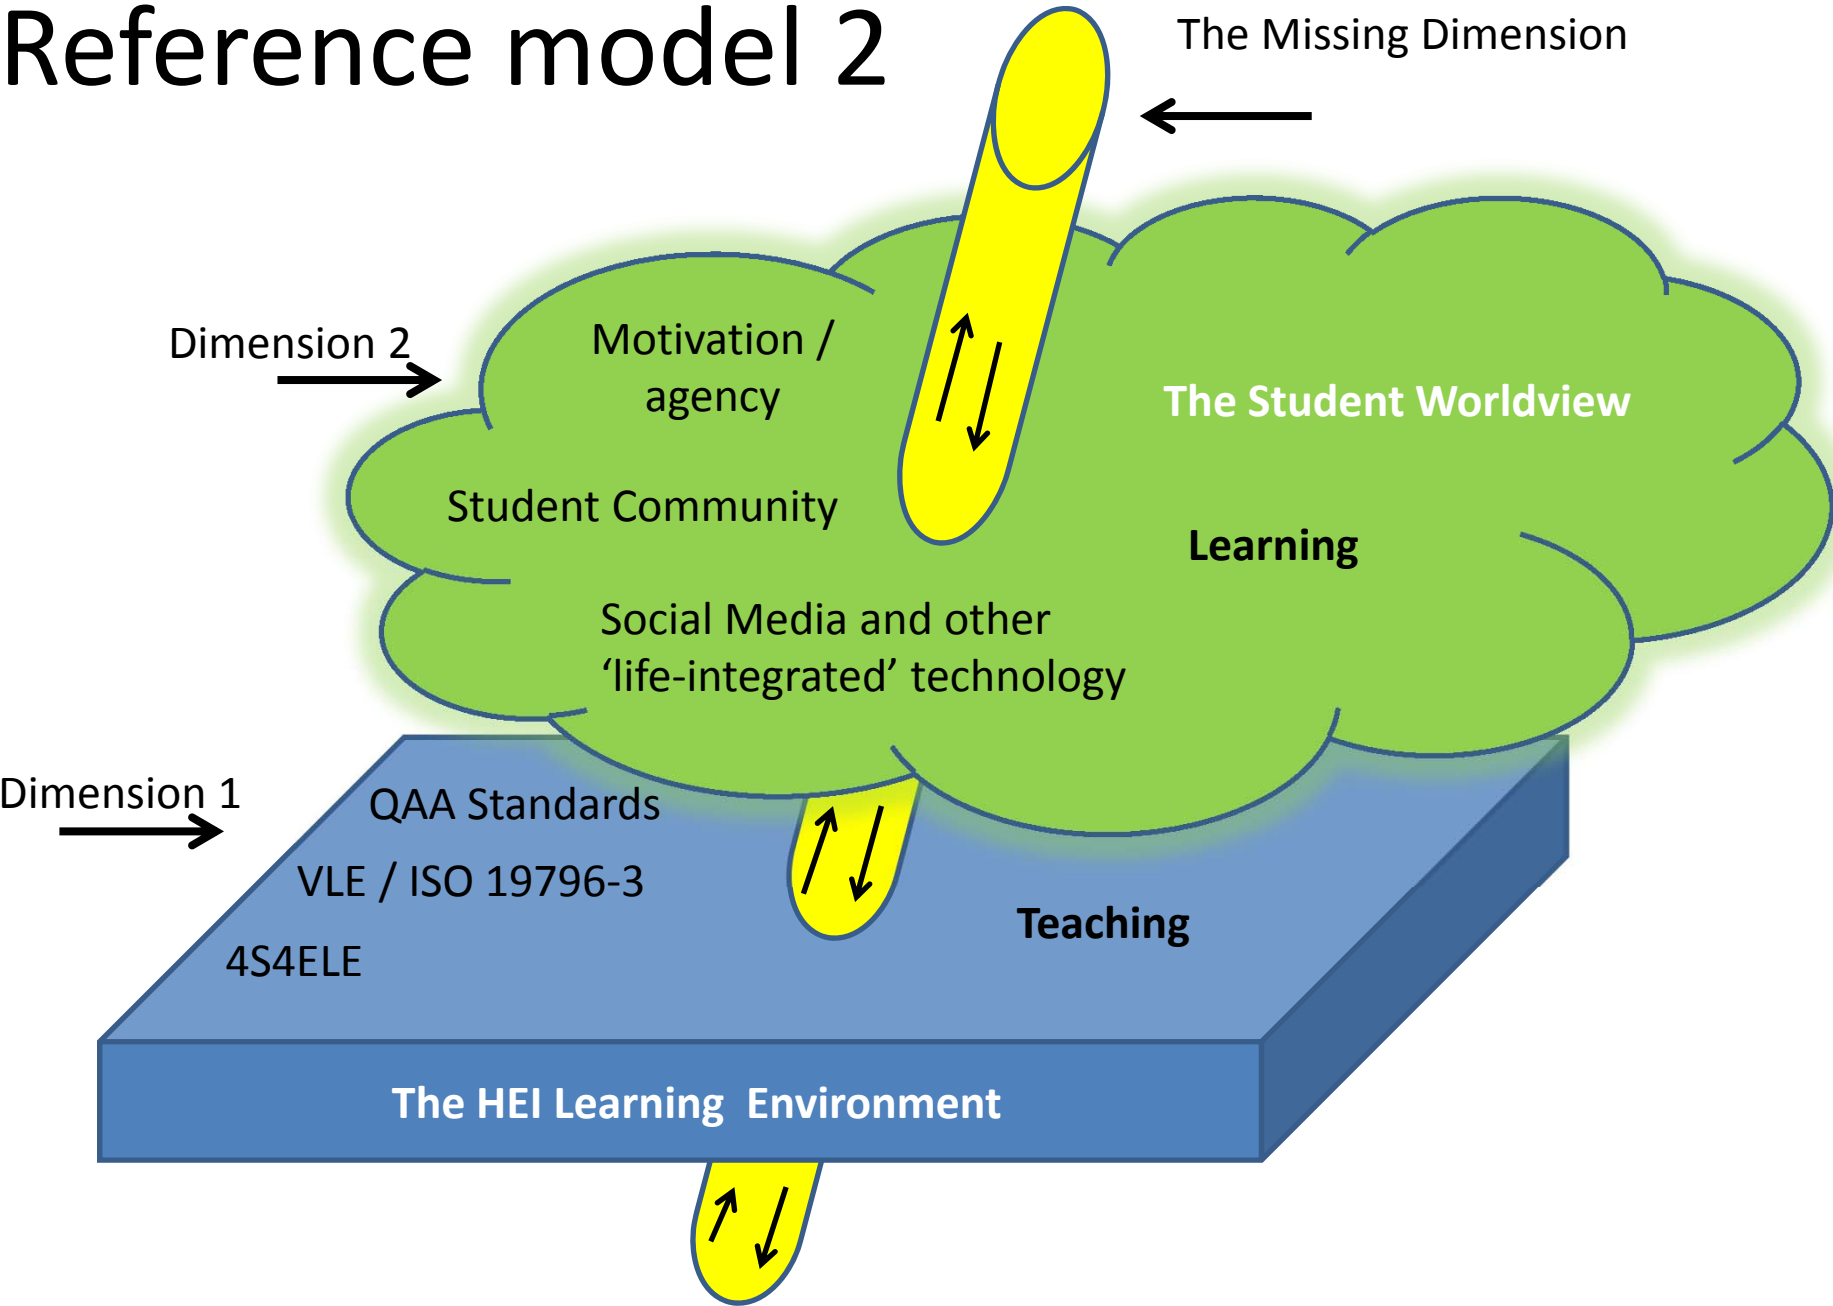 Reference model 2
The Missing Dimension
Dimension 2
Motivation /
agency
The Student Worldview
Student Community
Learning
Social Media and other
‘life-integrated’ technology
Dimension 1
QAA Standards
VLE / ISO 19796-3
Teaching
4S4ELE
The HEI Learning  Environment